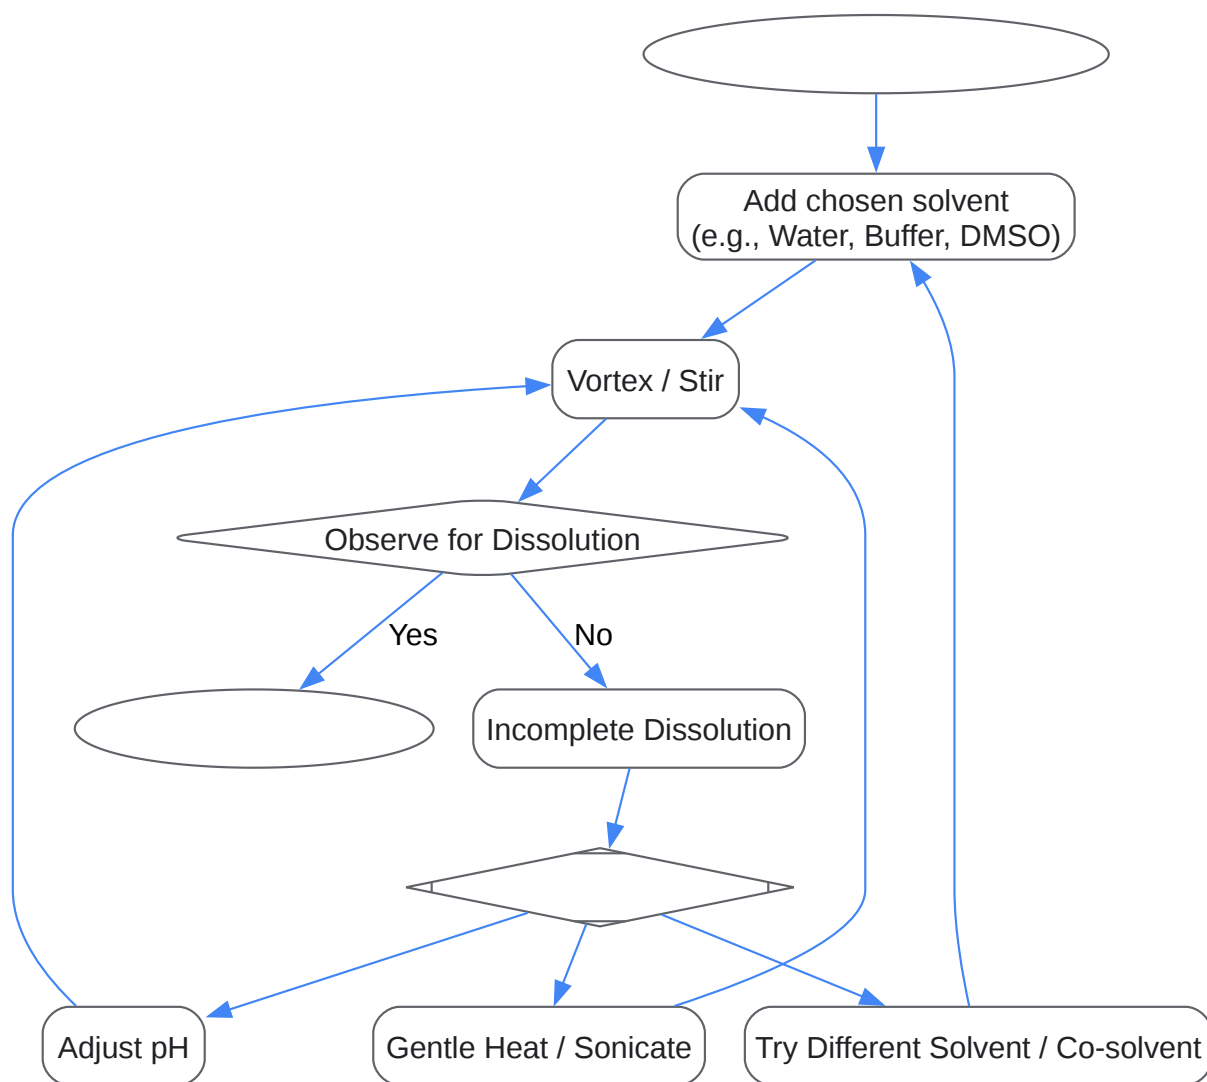 Add chosen solvent
(e.g., Water, Buffer, DMSO)
Vortex / Stir
Observe for Dissolution
Yes
No
Incomplete Dissolution
Adjust pH
Gentle Heat / Sonicate
Try Different Solvent / Co-solvent